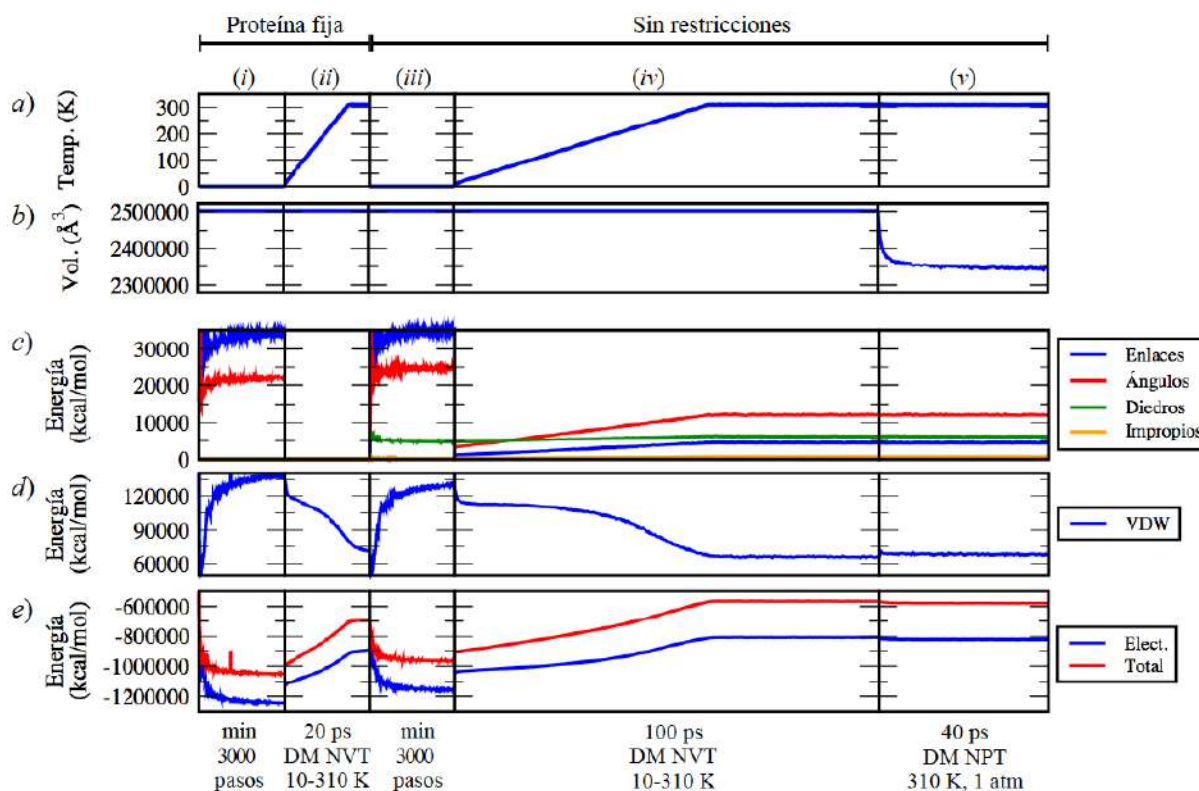 Proteína fija
Sin restricciones
(i)
(ii)
(iii)
(iv)
(v)
a)
Temp. (K)
300
200
100
0
b)
Vol. (Å³)
2500000
2400000
2300000
c)
Energía
(kcal/mol)
30000
20000
10000
0
Enlaces
Ángulos
Diedros
Impropios
d)
Energía
(kcal/mol)
120000
90000
60000
VDW
e)
Energía
(kcal/mol)
-600000
-800000
-1000000
-1200000
Elect.
Total
min
3000
pasos
20 ps
DM NVT
10-310 K
min
3000
pasos
100 ps
DM NVT
10-310 K
40 ps
DM NPT
310 K, 1 atm